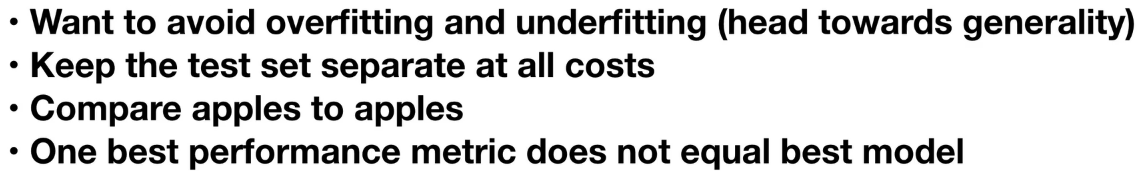 • Want to avoid overfitting and underfitting (head towards generality)
• Keep the test set separate at all costs
• Compare apples to apples
• One best performance metric does not equal best model